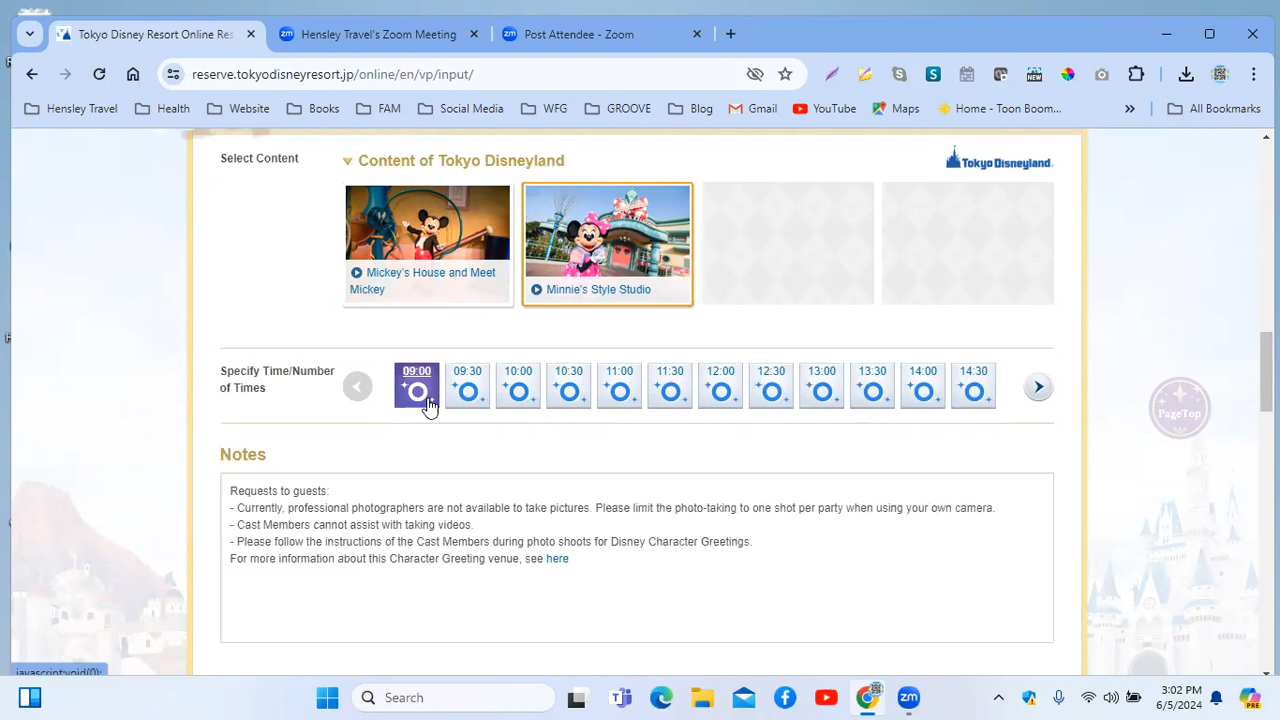 Tokyo Disney Resort Online Res
Hensley Travel's Zoom Meeting
Post Attendee - Zoom
reserve.tokyodisneyresort.jp/online/en/vp/input/
Hensley Travel
Health
Website
Books
FAM
Social Media
WFG
GROOVE
Blog
Gmail
YouTube
Maps
Home - Toon Boom...
All Bookmarks
Select Content
Content of Tokyo Disneyland
Tokyo Disneyland
Mickey's House and Meet
Mickey
Minnie's Style Studio
Specify Time/Number
of Times
09:00
09:30
10:00
10:30
11:00
11:30
12:00
12:30
13:00
13:30
14:00
14:30
PageTop
Notes
Requests to guests:
- Currently, professional photographers are not available to take pictures. Please limit the photo-taking to one shot per party when using your own camera.
- Cast Members cannot assist with taking videos.
- Please follow the instructions of the Cast Members during photo shoots for Disney Character Greetings.
For more information about this Character Greeting venue, see here
javascript:void(0);
Search
3:02 PM
6/5/2024